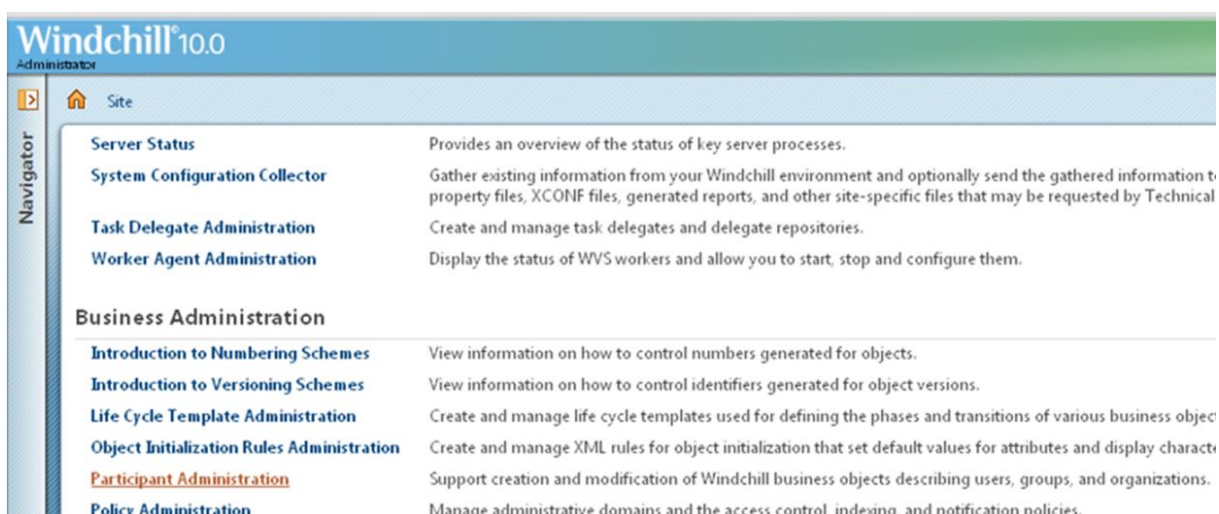 Windchill® 10.0
Administrator
Site
Navigator
Server Status Provides an overview of the status of key server processes.
System Configuration Collector Gather existing information from your Windchill environment and optionally send the gathered information
property files, XCONF files, generated reports, and other site-specific files that may be requested by Technical
Task Delegate Administration Create and manage task delegates and delegate repositories.
Worker Agent Administration Display the status of WVS workers and allow you to start, stop and configure them.
Business Administration
Introduction to Numbering Schemes View information on how to control numbers generated for objects.
Introduction to Versioning Schemes View information on how to control identifiers generated for object versions.
Life Cycle Template Administration Create and manage life cycle templates used for defining the phases and transitions of various business
Object Initialization Rules Administration Create and manage XML rules for object initialization that set default values for attributes and display
Participant Administration Support creation and modification of Windchill business objects describing users, groups, and organizations.
Policy Administration Manage administrative domains and the access control, indexing, and notification policies.